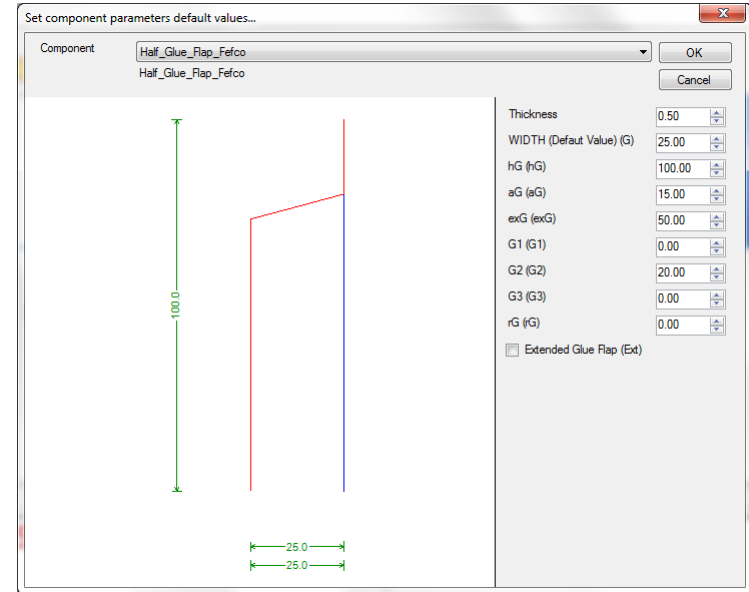 Set component parameters default values...
Component
Half_Glue_Flap_Fefco
OK
Half_Glue_Flap_Fefco
Cancel
Thickness 0.50
WIDTH (Defaut Value) (G) 25.00
hG (hG) 100.00
aG (aG) 15.00
exG (exG) 50.00
G1 (G1) 0.00
G2 (G2) 20.00
G3 (G3) 0.00
rG (rG) 0.00
Extended Glue Flap (Ext)
100.0
25.0
25.0